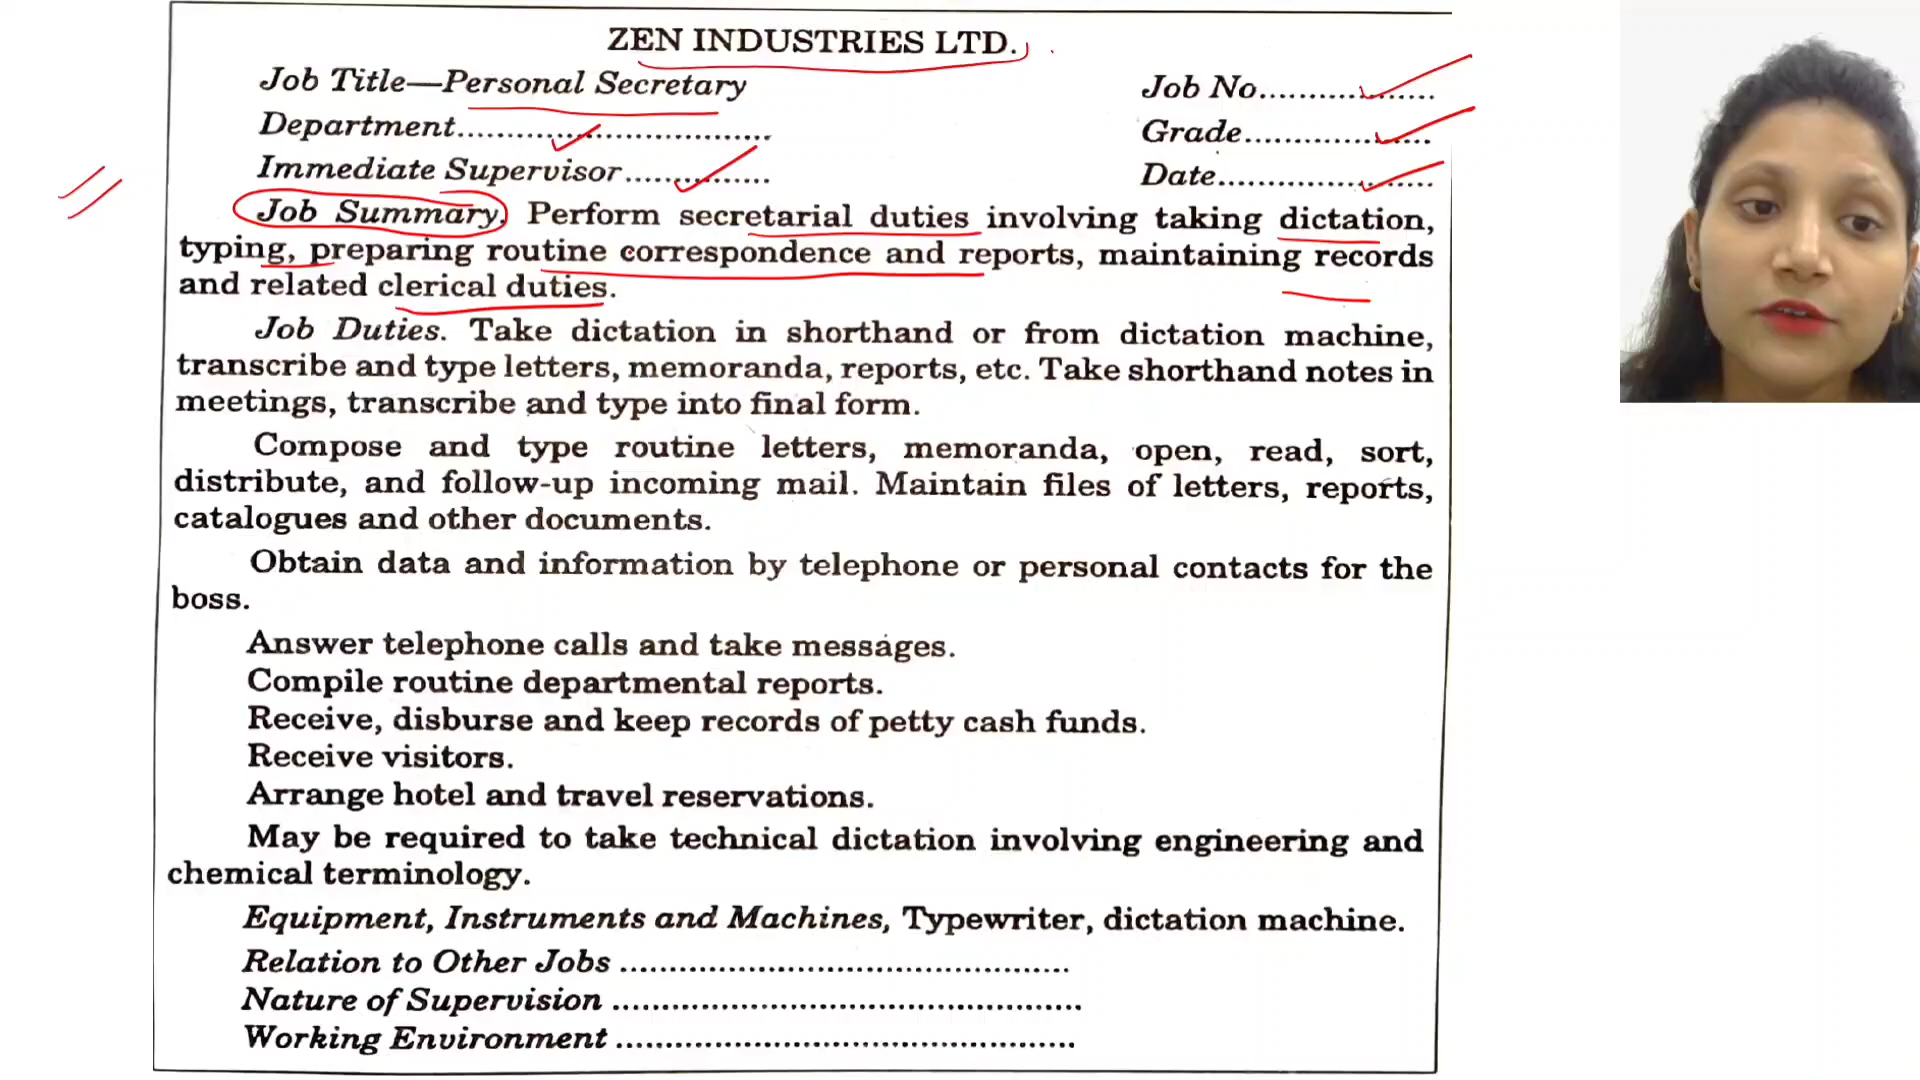 ZEN INDUSTRIES LTD.
Job Title—Personal Secretary Job No..................
Department............................... Grade...................
Immediate Supervisor............... Date......................
Job Summary. Perform secretarial duties involving taking dictation,
typing, preparing routine correspondence and reports, maintaining records
and related clerical duties.
Job Duties. Take dictation in shorthand or from dictation machine,
transcribe and type letters, memoranda, reports, etc. Take shorthand notes in
meetings, transcribe and type into final form.
Compose and type routine letters, memoranda, open, read, sort,
distribute, and follow-up incoming mail. Maintain files of letters, reports,
catalogues and other documents.
Obtain data and information by telephone or personal contacts for the
boss.
Answer telephone calls and take messages.
Compile routine departmental reports.
Receive, disburse and keep records of petty cash funds.
Receive visitors.
Arrange hotel and travel reservations.
May be required to take technical dictation involving engineering and
chemical terminology.
Equipment, Instruments and Machines, Typewriter, dictation machine.
Relation to Other Jobs .............................................
Nature of Supervision ...............................................
Working Environment ..............................................